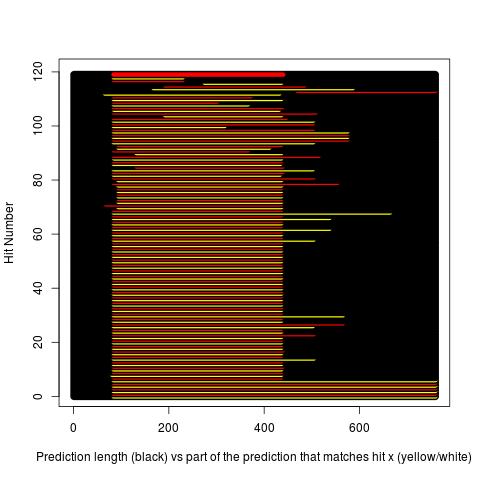 120
100
80
60
40
20
0
Hit Number
0 200 400 600
Prediction length (black) vs part of the prediction that matches hit x (yellow/white)